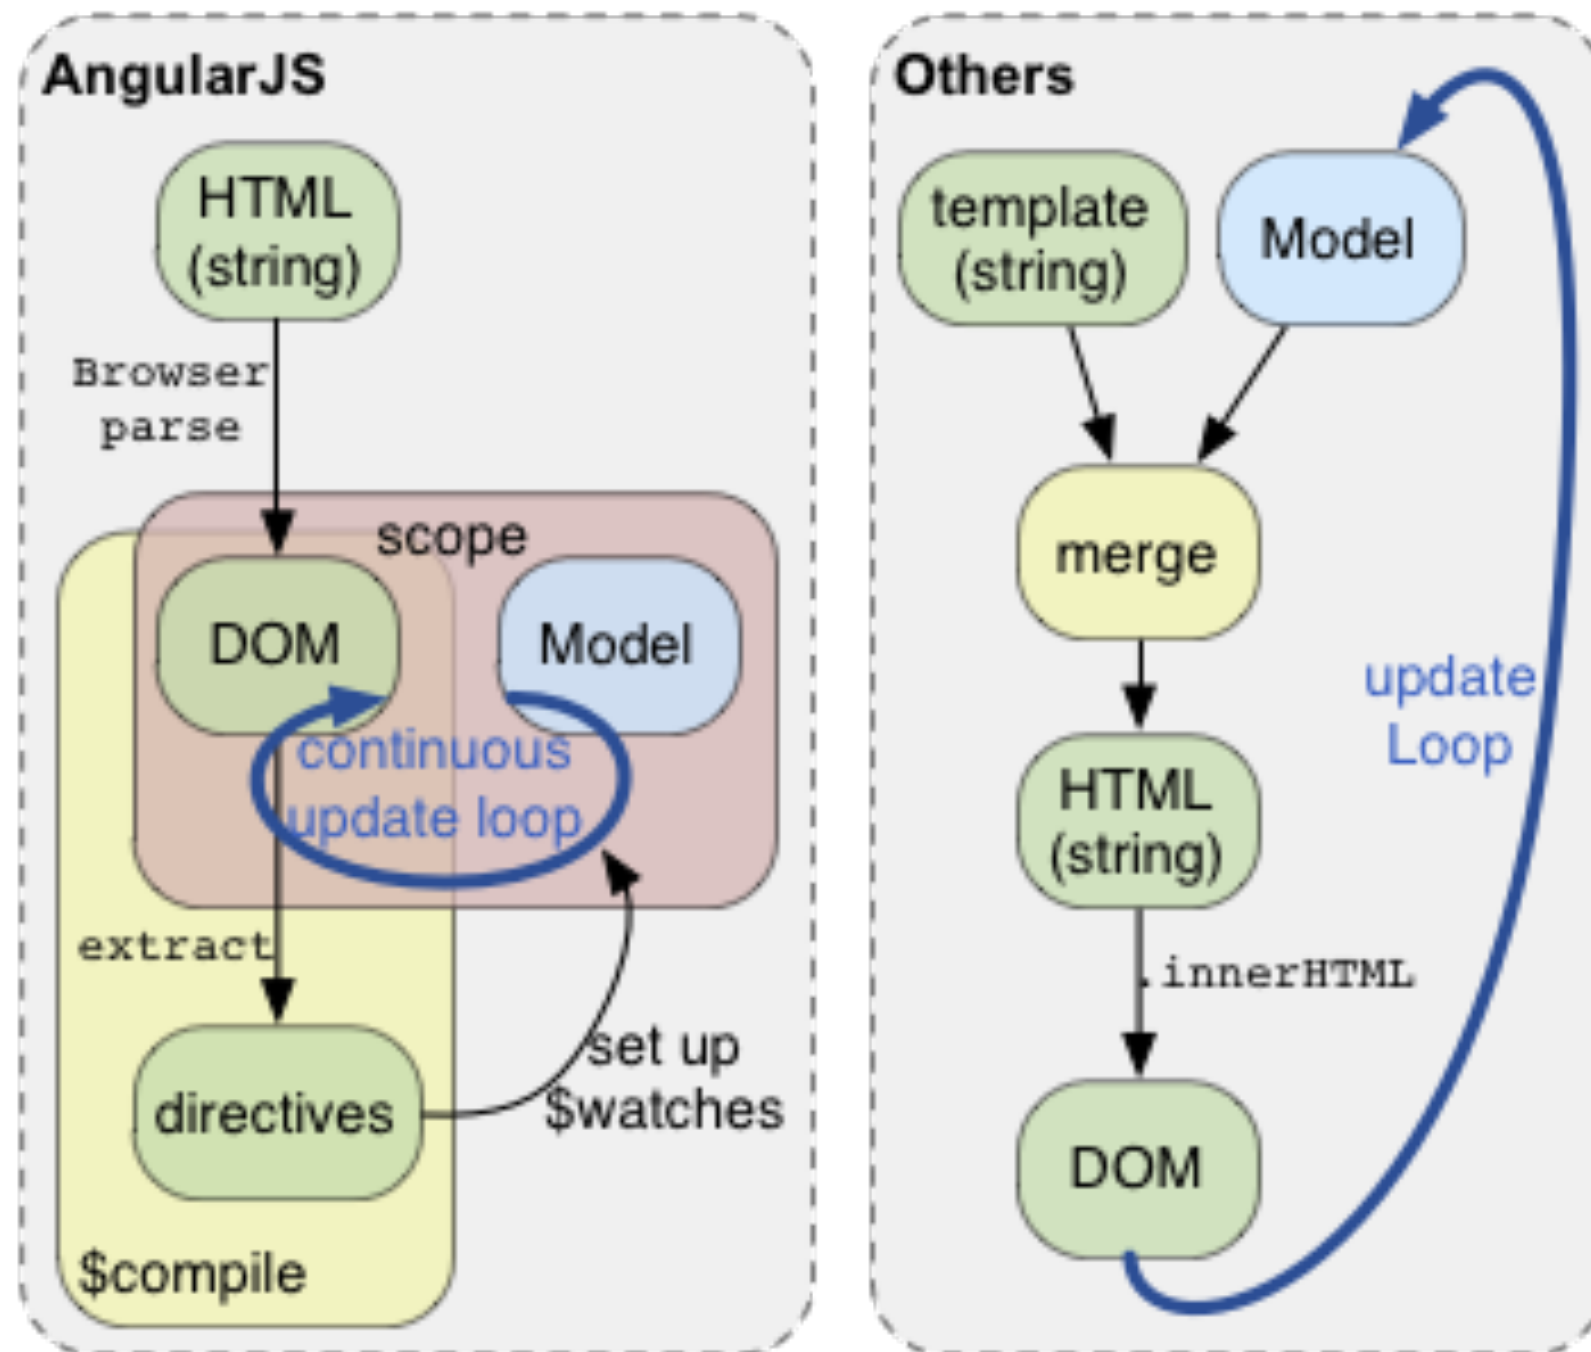 AngularJS
HTML
(string)
Browser
parse
scope
DOM
Model
continuous
update loop
extract
set up
$watches
directives
$compile
Others
template
(string)
Model
merge
update
Loop
HTML
(string)
.innerHTML
DOM